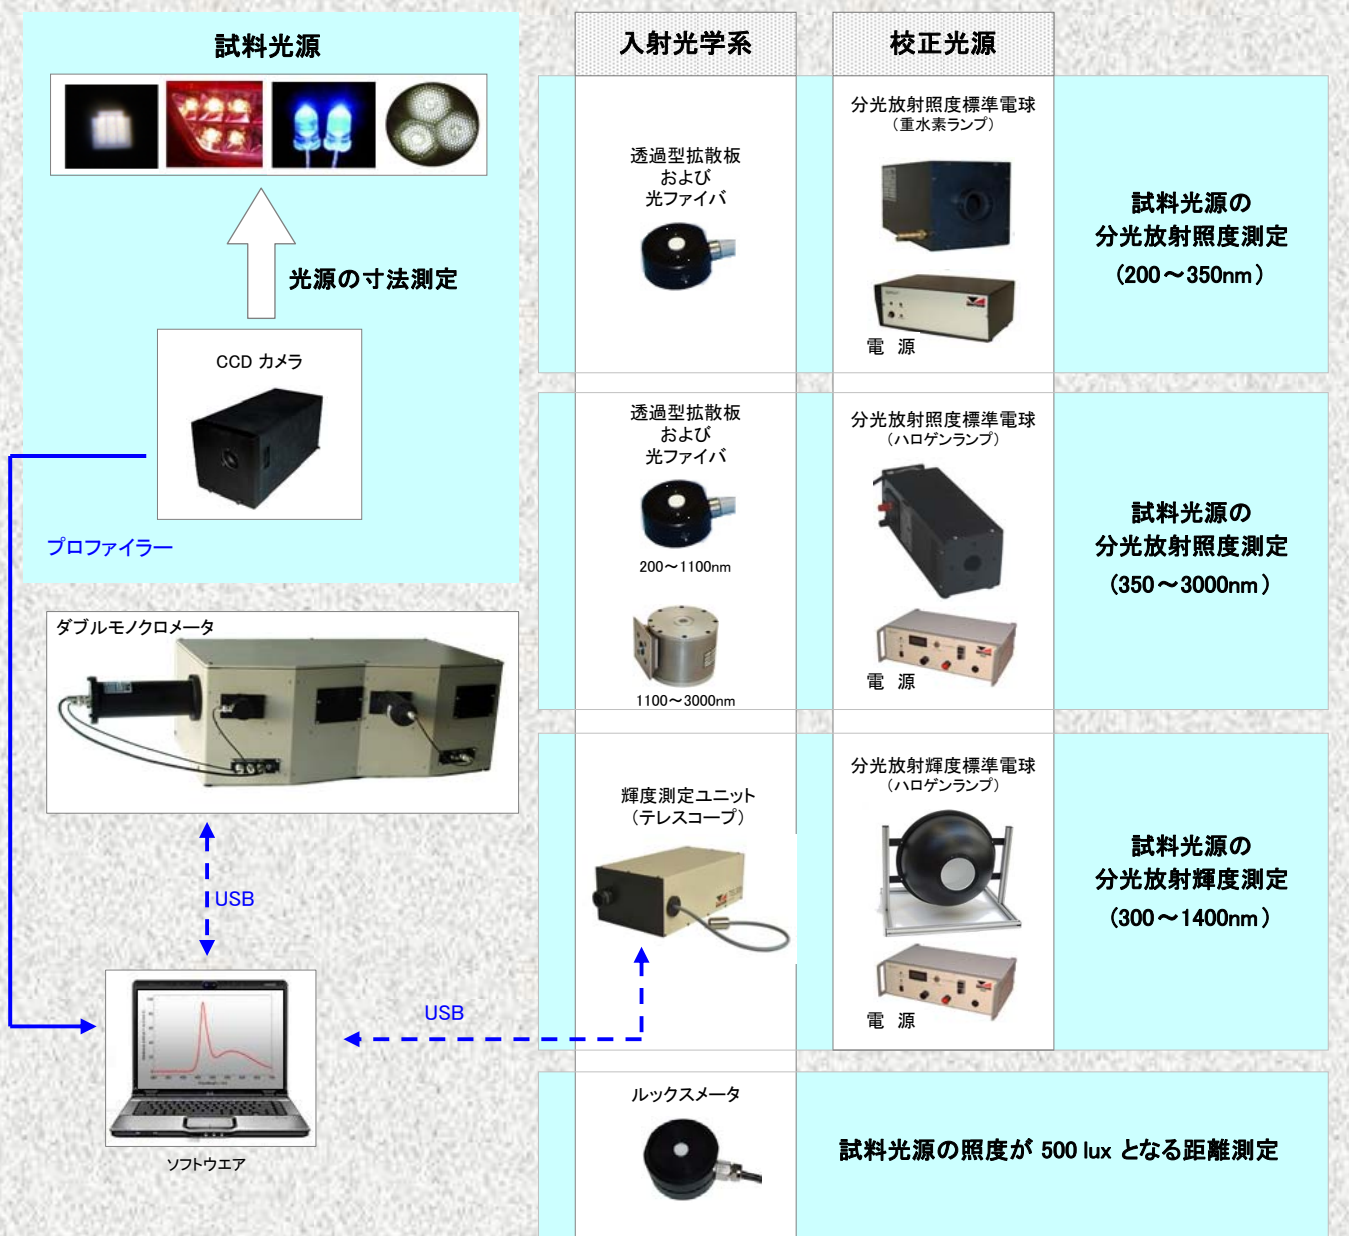 試料光源
光源の寸法測定
CCD カメラ
プロファイラー
ダブルモノクロメータ
USB
USB
ソフトウエア
入射光学系
校正光源
透過型拡散板
および
光ファイバ
分光放射照度標準電球
（重水素ランプ）
電 源
試料光源の
分光放射照度測定
（200～350nm）
透過型拡散板
および
光ファイバ
200～1100nm
1100～3000nm
分光放射照度標準電球
（ハロゲンランプ）
電 源
試料光源の
分光放射照度測定
（350～3000nm）
輝度測定ユニット
（テレスコープ）
分光放射輝度標準電球
（ハロゲンランプ）
電 源
試料光源の
分光放射輝度測定
（300～1400nm）
ルックスメータ
試料光源の照度が 500 lux となる距離測定